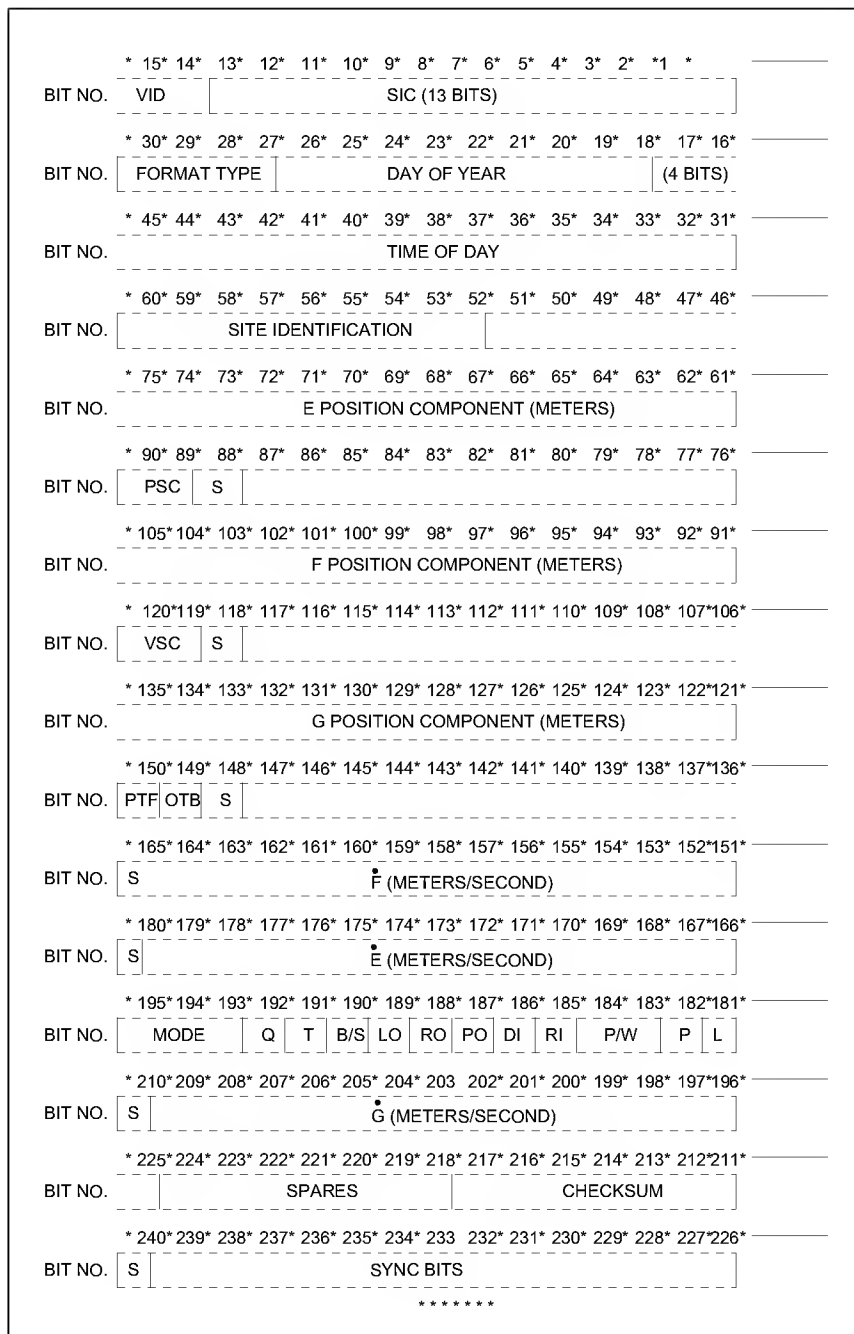 * 15* 14* 13* 12* 11* 10* 9* 8* 7* 6* 5* 4* 3* 2* *1 *
BIT NO. VID SIC (13 BITS)
* 30* 29* 28* 27* 26* 25* 24* 23* 22* 21* 20* 19* 18* 17* 16*
BIT NO. FORMAT TYPE DAY OF YEAR (4 BITS)
* 45* 44* 43* 42* 41* 40* 39* 38* 37* 36* 35* 34* 33* 32* 31*
BIT NO. TIME OF DAY
* 60* 59* 58* 57* 56* 55* 54* 53* 52* 51* 50* 49* 48* 47* 46*
BIT NO. SITE IDENTIFICATION
* 75* 74* 73* 72* 71* 70* 69* 68* 67* 66* 65* 64* 63* 62* 61*
BIT NO. E POSITION COMPONENT (METERS)
* 90* 89* 88* 87* 86* 85* 84* 83* 82* 81* 80* 79* 78* 77* 76*
BIT NO. PSC S
* 105* 104* 103* 102* 101* 100* 99* 98* 97* 96* 95* 94* 93* 92* 91*
BIT NO. F POSITION COMPONENT (METERS)
* 120*119* 118* 117* 116* 115* 114* 113* 112* 111* 110* 109* 108* 107*106*
BIT NO. VSC S
* 135* 134* 133* 132* 131* 130* 129* 128* 127* 126* 125* 124* 123* 122*121*
BIT NO. G POSITION COMPONENT (METERS)
* 150* 149* 148* 147* 146* 145* 144* 143* 142* 141* 140* 139* 138* 137*136*
BIT NO. PTF OTB S
* 165* 164* 163* 162* 161* 160* 159* 158* 157* 156* 155* 154* 153* 152*151*
BIT NO. S Ḟ (METERS/SECOND)
* 180* 179* 178* 177* 176* 175* 174* 173* 172* 171* 170* 169* 168* 167*166*
BIT NO. S Ė (METERS/SECOND)
* 195* 194* 193* 192* 191* 190* 189* 188* 187* 186* 185* 184* 183* 182*181*
BIT NO. MODE Q T B/S LO RO PO DI RI P/W P L
* 210* 209* 208* 207* 206* 205* 204* 203 202* 201* 200* 199* 198* 197*196*
BIT NO. S Ġ (METERS/SECOND)
* 225* 224* 223* 222* 221* 220* 219* 218* 217* 216* 215* 214* 213* 212*211*
BIT NO. SPARES CHECKSUM
* 240* 239* 238* 237* 236* 235* 234* 233 232* 231* 230* 229* 228* 227*226*
BIT NO. S SYNC BITS
* * * * * * *